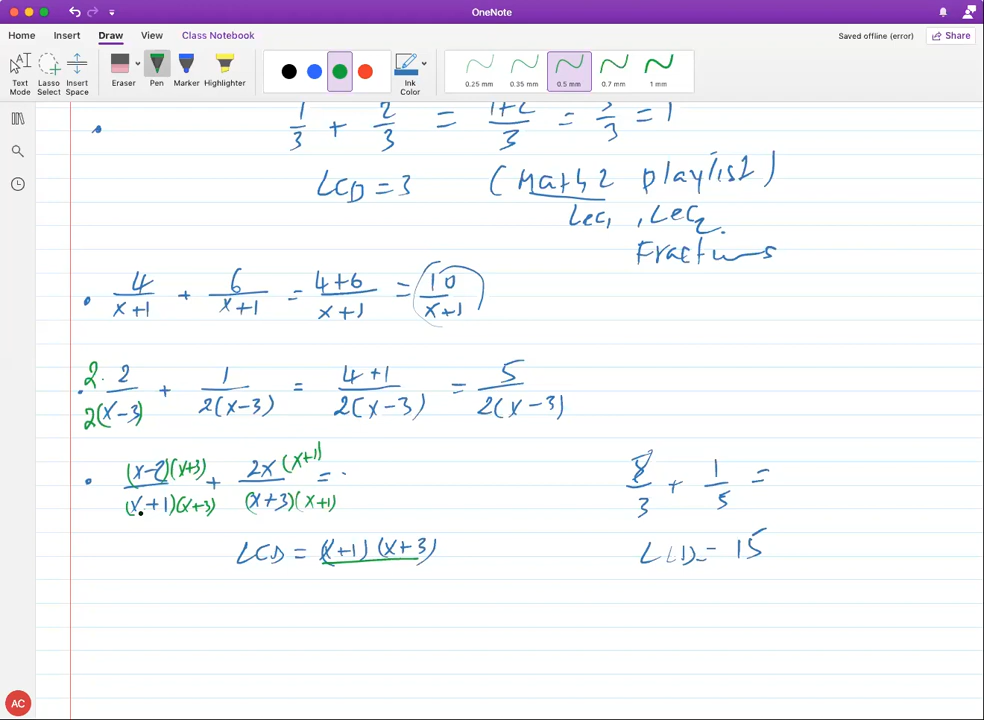 OneNote
Home Insert Draw View Class Notebook
Saved offline (error) Share
Text Mode Lasso Select Insert Space Eraser Pen Marker Highlighter Ink Color 0.25 mm 0.35 mm 0.5 mm 0.7 mm 1 mm
• 1/3 + 2/3 = (1+2)/3 = 3/3 = 1
LCD = 3 (Math 2 playlist)
Lec1, Lec2.
Fractions
• 4/(x+1) + 6/(x+1) = (4+6)/(x+1) = 10/(x+1)
• 2·2/2(x-3) + 1/2(x-3) = (4+1)/2(x-3) = 5/2(x-3)
• (x-2)(x+3)/(x+1)(x+3) + 2x(x+1)/(x+3)(x+1) =
/3 + 1/5 =
LCD = (x+1)(x+3) LCD = 15
AC